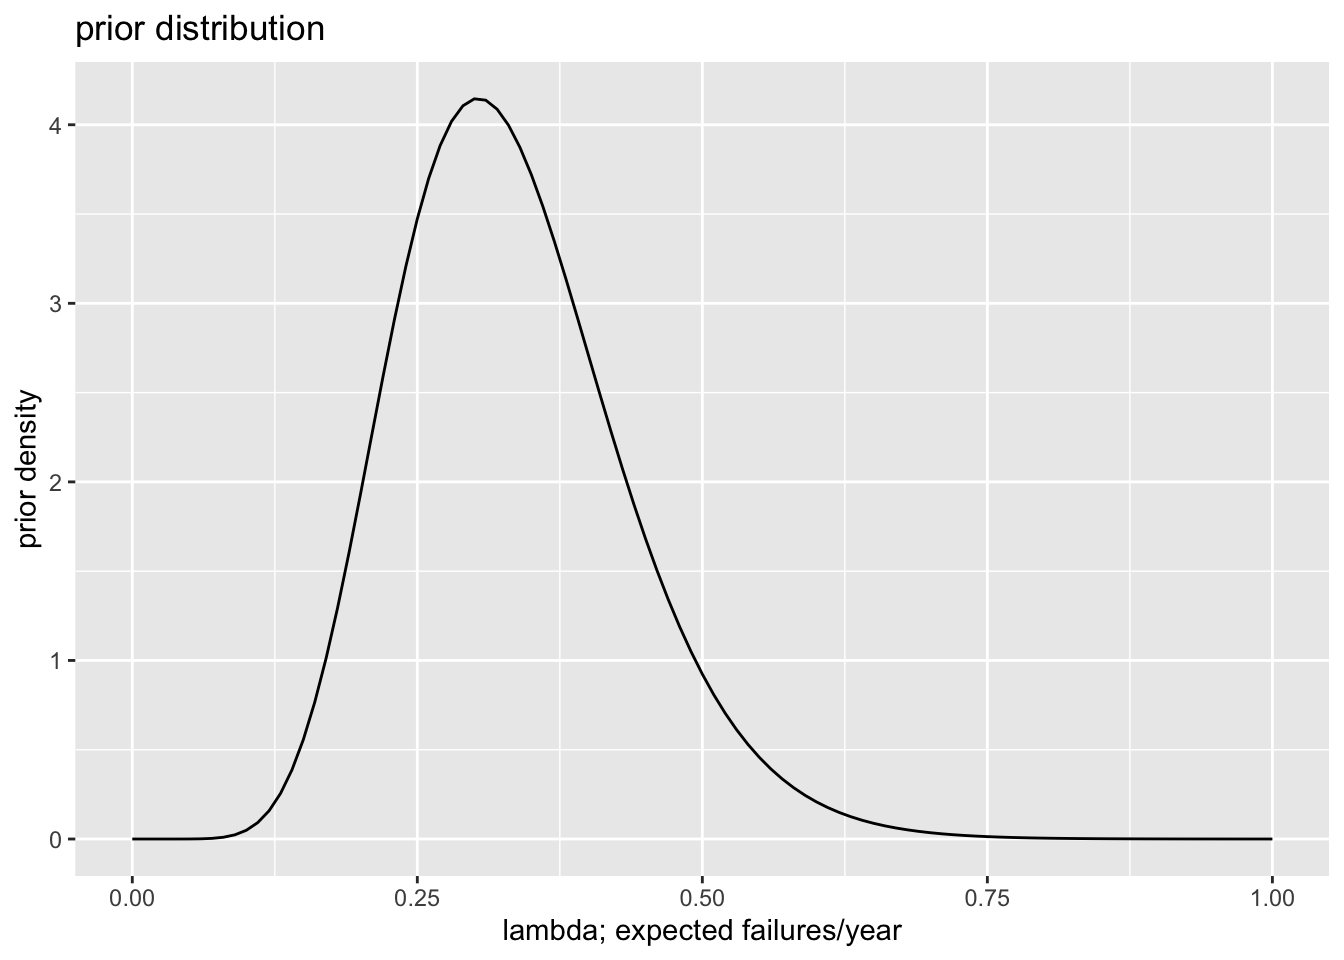 prior distribution
prior density
4
3
2
1
0
0.00 0.25 0.50 0.75 1.00
lambda; expected failures/year